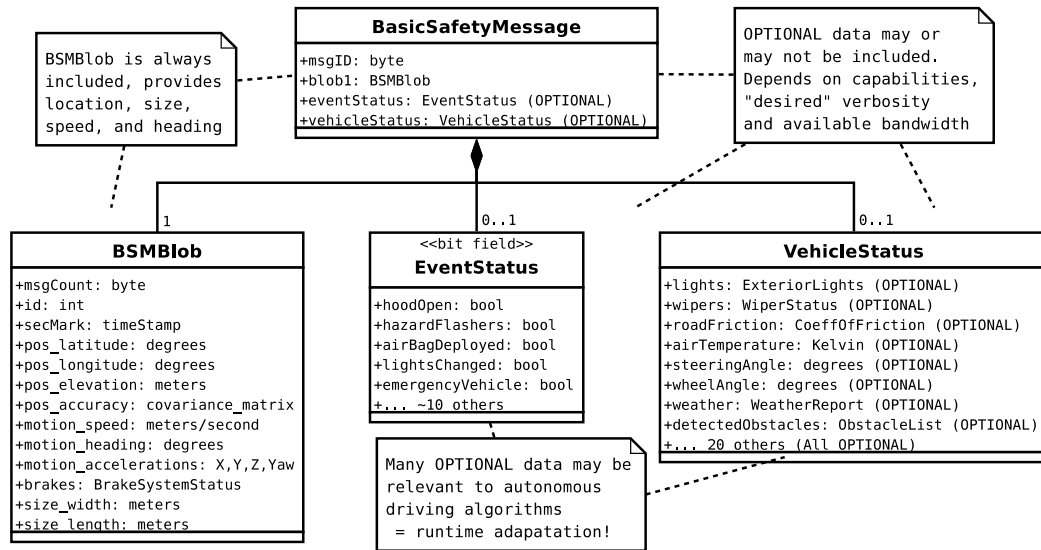 BasicSafetyMessage
+msgID: byte
+blob1: BSMBlob
+eventStatus: EventStatus (OPTIONAL)
+vehicleStatus: VehicleStatus (OPTIONAL)
BSMBlob is always
included, provides
location, size,
speed, and heading
OPTIONAL data may or
may not be included.
Depends on capabilities,
"desired" verbosity
and available bandwidth
1
0..1
0..1
BSMBlob
+msgCount: byte
+id: int
+secMark: timeStamp
+pos_latitude: degrees
+pos_longitude: degrees
+pos_elevation: meters
+pos_accuracy: covariance_matrix
+motion_speed: meters/second
+motion_heading: degrees
+motion_accelerations: X,Y,Z,Yaw
+brakes: BrakeSystemStatus
+size_width: meters
+size_length: meters
<<bit field>>
EventStatus
+hoodOpen: bool
+hazardFlashers: bool
+airBagDeployed: bool
+lightsChanged: bool
+emergencyVehicle: bool
+... ~10 others
VehicleStatus
+lights: ExteriorLights (OPTIONAL)
+wipers: WiperStatus (OPTIONAL)
+roadFriction: CoeffOfFriction (OPTIONAL)
+airTemperature: Kelvin (OPTIONAL)
+steeringAngle: degrees (OPTIONAL)
+wheelAngle: degrees (OPTIONAL)
+weather: WeatherReport (OPTIONAL)
+detectedObstacles: ObstacleList (OPTIONAL)
+... 20 others (All OPTIONAL)
Many OPTIONAL data may be
relevant to autonomous
driving algorithms
= runtime adapatation!